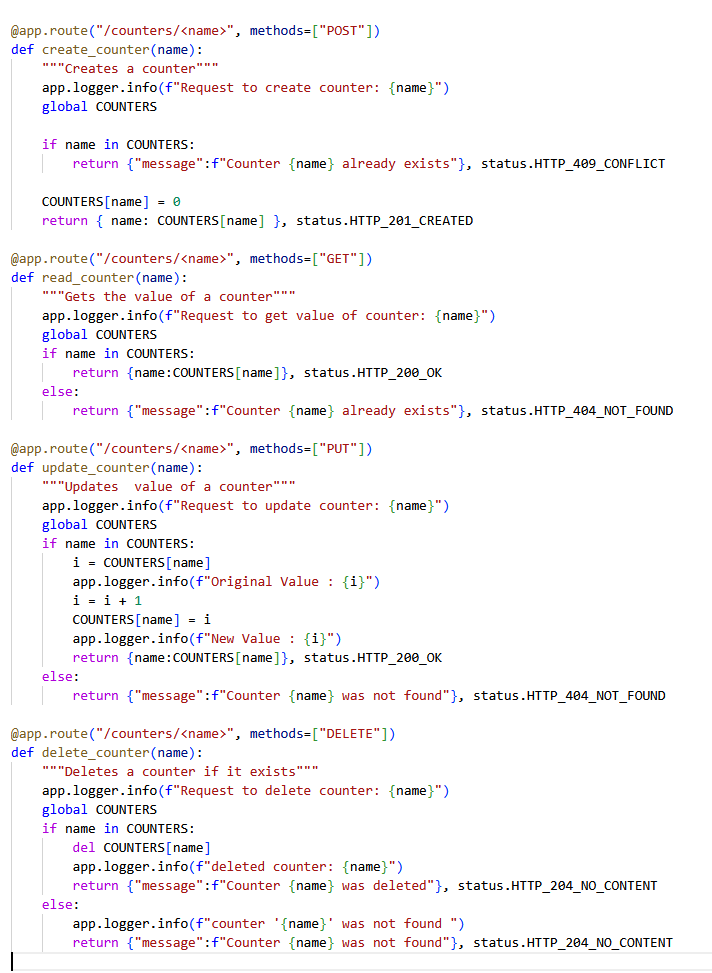 @app.route("/counters/<name>", methods=["POST"])
def create_counter(name):
    """Creates a counter"""
    app.logger.info(f"Request to create counter: {name}")
    global COUNTERS

    if name in COUNTERS:
        return {"message":f"Counter {name} already exists"}, status.HTTP_409_CONFLICT

    COUNTERS[name] = 0
    return { name: COUNTERS[name] }, status.HTTP_201_CREATED

@app.route("/counters/<name>", methods=["GET"])
def read_counter(name):
    """Gets the value of a counter"""
    app.logger.info(f"Request to get value of counter: {name}")
    global COUNTERS
    if name in COUNTERS:
        return {name:COUNTERS[name]}, status.HTTP_200_OK
    else:
        return {"message":f"Counter {name} already exists"}, status.HTTP_404_NOT_FOUND

@app.route("/counters/<name>", methods=["PUT"])
def update_counter(name):
    """Updates  value of a counter"""
    app.logger.info(f"Request to update counter: {name}")
    global COUNTERS
    if name in COUNTERS:
        i = COUNTERS[name]
        app.logger.info(f"Original Value : {i}")
        i = i + 1
        COUNTERS[name] = i
        app.logger.info(f"New Value : {i}")
        return {name:COUNTERS[name]}, status.HTTP_200_OK
    else:
        return {"message":f"Counter {name} was not found"}, status.HTTP_404_NOT_FOUND

@app.route("/counters/<name>", methods=["DELETE"])
def delete_counter(name):
    """Deletes a counter if it exists"""
    app.logger.info(f"Request to delete counter: {name}")
    global COUNTERS
    if name in COUNTERS:
        del COUNTERS[name]
        app.logger.info(f"deleted counter: {name}")
        return {"message":f"Counter {name} was deleted"}, status.HTTP_204_NO_CONTENT
    else:
        app.logger.info(f"counter '{name}' was not found ")
        return {"message":f"Counter {name} was not found"}, status.HTTP_204_NO_CONTENT